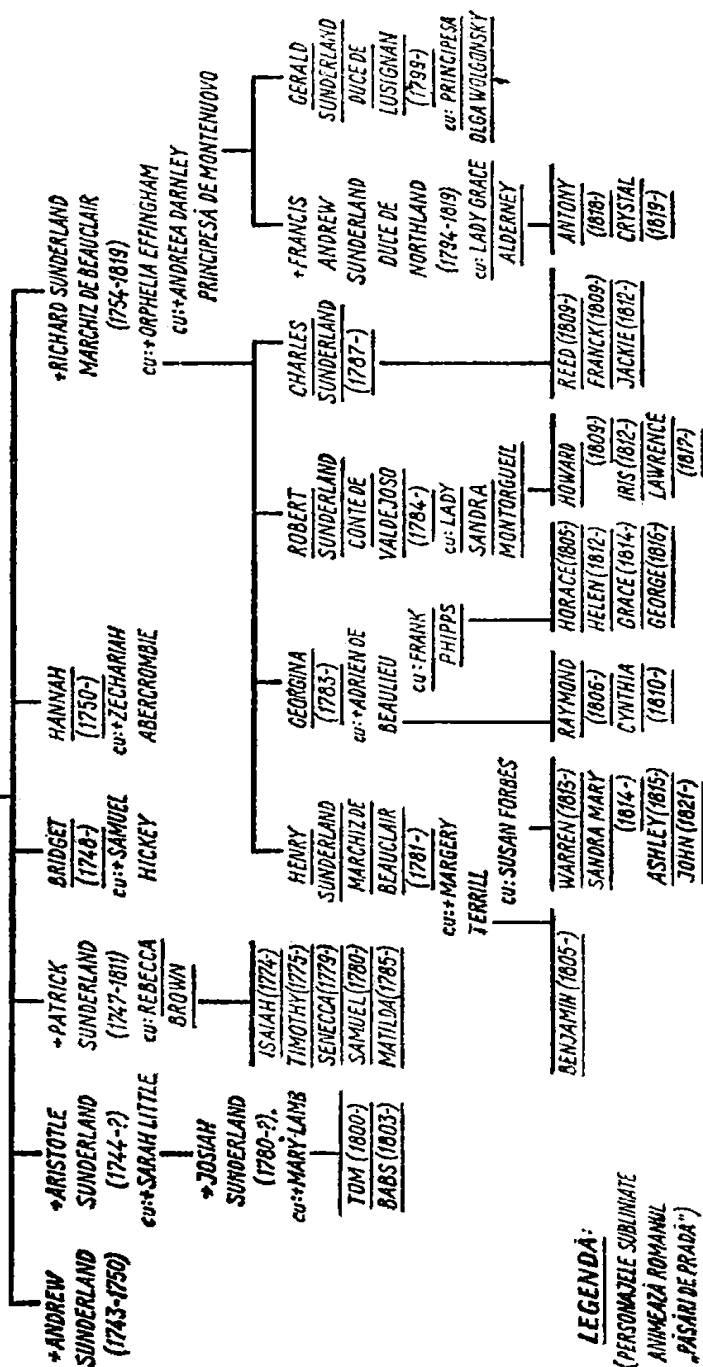 +ANDREW
SUNDERLAND
(1743-1750)
+ARISTOTLE
SUNDERLAND
(1744-?)
cu:+SARAH LITTLE
+JOSIAH
SUNDERLAND
(1780-?).
cu:+MARY LAMB
TOM (1800-)
BABS (1803-)
+PATRICK
SUNDERLAND
(1747-1811)
cu: REBECCA
BROWN
ISAIAH (1774-)
TIMOTHY (1775-)
SENECCA (1779-)
SAMUEL (1780-)
MATILDA (1785-)
BRIDGET
(1748-)
cu:+SAMUEL
HICKEY
HANNAH
(1750-)
cu:+ZECHARIAH
ABERCROMBIE
+RICHARD SUNDERLAND
MARCHIZ DE BEAUCLAIR
(1754-1819)
cu:+ORPHELIA EFFINGHAM
cu:+ANDREEA DARNLEY
PRINCIPESĂ DE MONTENUOVO
HENRY
SUNDERLAND
MARCHIZ DE
BEAUCLAIR
(1781-)
cu:+MARGERY
TERRILL
cu: SUSAN FORBES
BENJAMIN (1805-)
WARREN (1813-)
SANDRA MARY
(1814-)
ASHLEY (1815-)
JOHN (1821-)
GEORGINA
(1783-)
cu:+ADRIEN DE
BEAULIEU
cu: FRANK
PHIPPS
RAYMOND
(1806-)
CYNTHIA
(1810-)
HORACE (1805-)
HELEN (1812-)
GRACE (1814-)
GEORGE (1816-)
ROBERT
SUNDERLAND
CONTE DE
VALDEJOSO
(1784-)
cu: LADY
SANDRA
MONTORGUEIL
HOWARD
(1809-)
IRIS (1812-)
LAWRENCE
(1817-)
CHARLES
SUNDERLAND
(1787-)
REED (1809-)
FRANCK (1809-)
JACKIE (1812-)
+FRANCIS
ANDREW
SUNDERLAND
DUCE DE
NORTHLAND
(1794-1819)
cu: LADY GRACE
ALDERNEY
ANTONY
(1818-)
CRYSTAL
(1819-)
GERALD
SUNDERLAND
DUCE DE
LUSIGNAN
(1799-)
cu: PRINCIPESA
OLGA WOLGONSKY
LEGENDĂ:
(PERSONAJELE SUBLINIATE
ANIMEAZĂ ROMANUL
„PĂSĂRI DE PRADĂ")